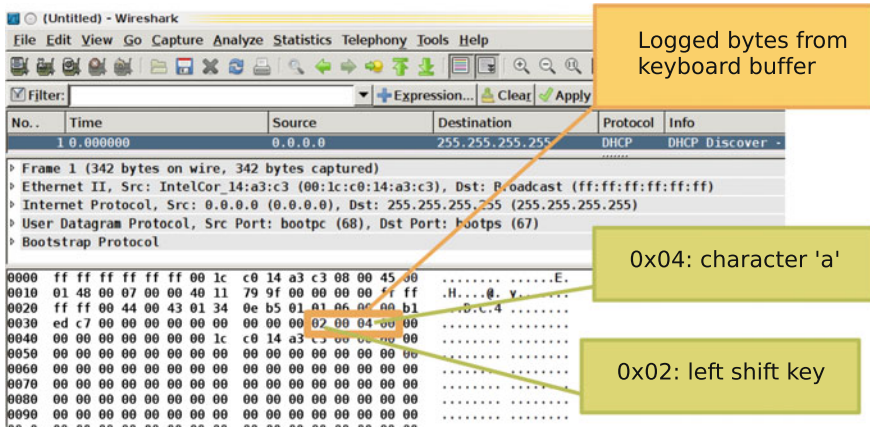 (Untitled) - Wireshark
File Edit View Go Capture Analyze Statistics Telephony Tools Help
Logged bytes from
keyboard buffer
Filter: Expression... Clear Apply
No.. Time Source Destination Protocol Info
1 0.000000 0.0.0.0 255.255.255.255 DHCP DHCP Discover -
Frame 1 (342 bytes on wire, 342 bytes captured)
Ethernet II, Src: IntelCor_14:a3:c3 (00:1c:c0:14:a3:c3), Dst: Broadcast (ff:ff:ff:ff:ff:ff)
Internet Protocol, Src: 0.0.0.0 (0.0.0.0), Dst: 255.255.255.255 (255.255.255.255)
User Datagram Protocol, Src Port: bootpc (68), Dst Port: bootps (67)
Bootstrap Protocol
0x04: character 'a'
0000 ff ff ff ff ff ff 00 1c c0 14 a3 c3 08 00 45 00 ........ ......E.
0010 01 48 00 07 00 00 40 11 79 9f 00 00 00 00 ff ff .H....@. y.......
0020 ff ff 00 44 00 43 01 34 0e b5 01 01 06 00 00 b1 ...D.C.4
0030 ed c7 00 00 00 00 00 00 00 00 00 02 00 04 00 00 ........ ........
0040 00 00 00 00 00 00 00 1c c0 14 a3 c3 00 00 00 00 ........ ........
0050 00 00 00 00 00 00 00 00 00 00 00 00 00 00 00 00 ........ ........
0060 00 00 00 00 00 00 00 00 00 00 00 00 00 00 00 00 ........ ........
0070 00 00 00 00 00 00 00 00 00 00 00 00 00 00 00 00 ........ ........
0080 00 00 00 00 00 00 00 00 00 00 00 00 00 00 00 00 ........ ........
0090 00 00 00 00 00 00 00 00 00 00 00 00 00 00 00 00 ........ ........
0x02: left shift key